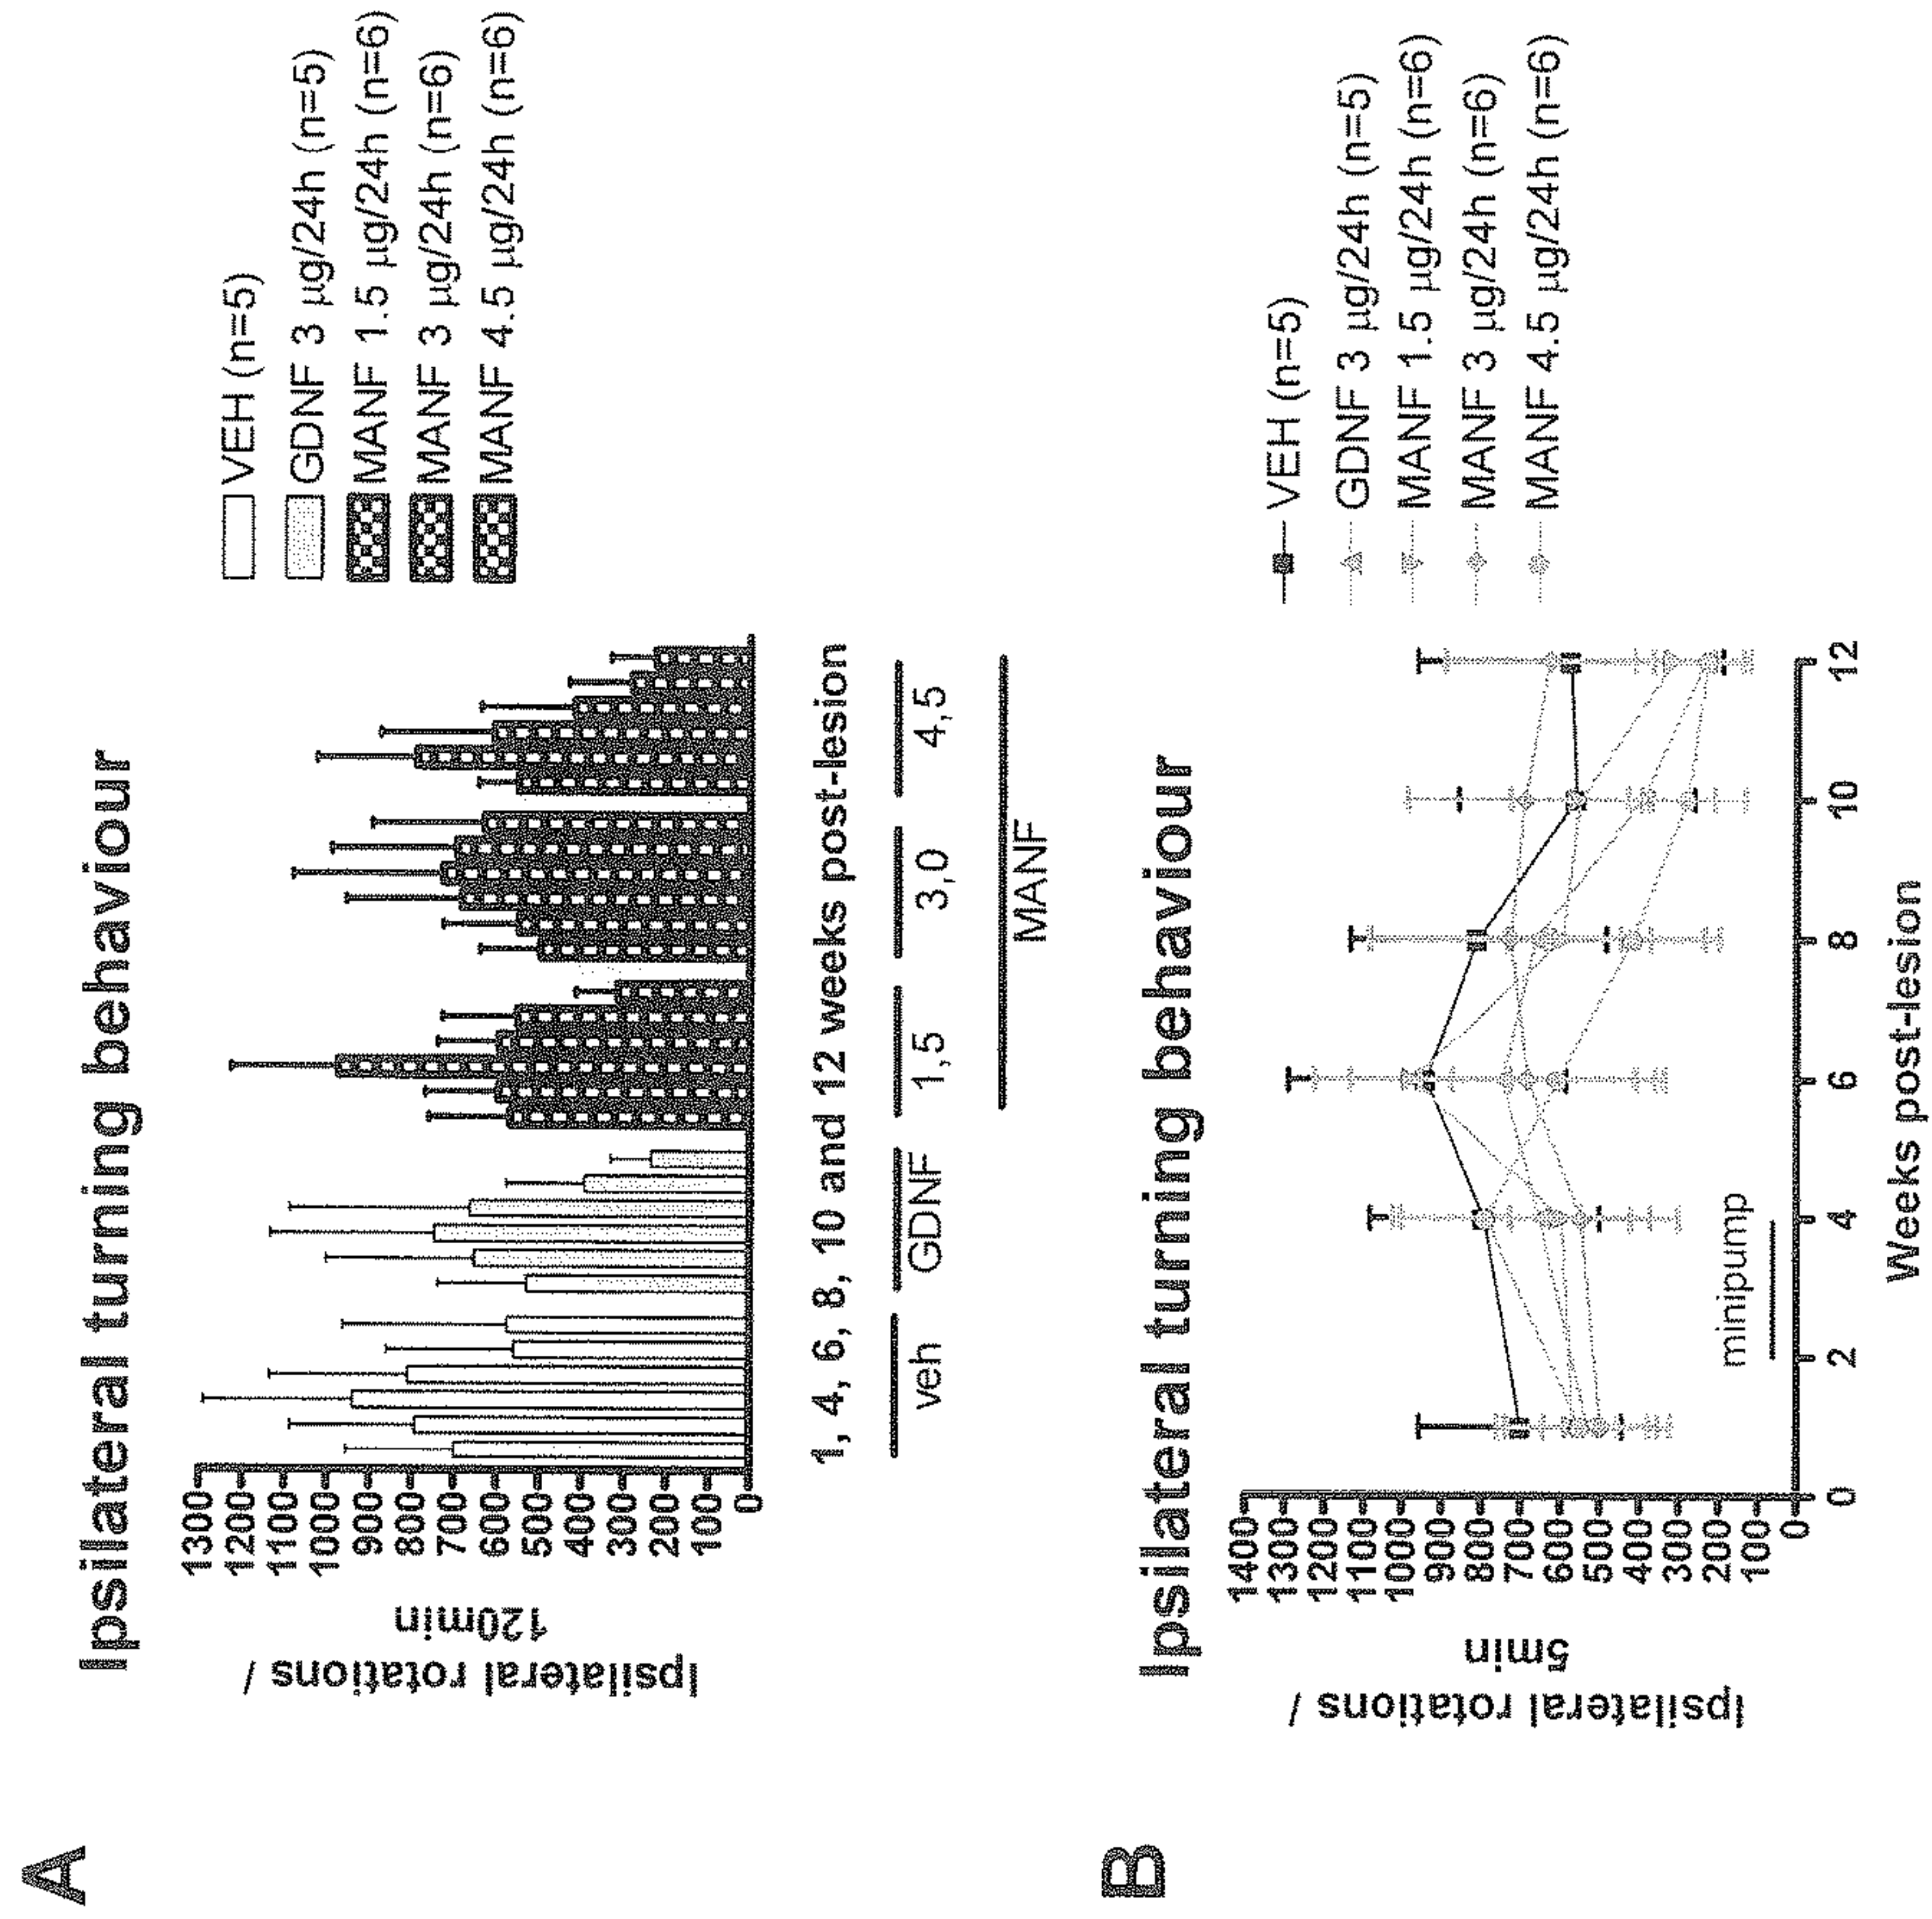 A
Ipsilateral turning behaviour
Ipsilateral rotations /
120min
1300
1200
1100
1000
900
800
700
600
500
400
300
200
100
0
VEH (n=5)
GDNF 3 µg/24h (n=5)
MANF 1.5 µg/24h (n=6)
MANF 3 µg/24h (n=6)
MANF 4.5 µg/24h (n=6)
1, 4, 6, 8, 10 and 12 weeks post-lesion
veh GDNF 1,5 3,0 4,5
MANF
B
Ipsilateral turning behaviour
Ipsilateral rotations /
5min
1400
1300
1200
1100
1000
900
800
700
600
500
400
300
200
100
0
minipump
VEH (n=5)
GDNF 3 µg/24h (n=5)
MANF 1.5 µg/24h (n=6)
MANF 3 µg/24h (n=6)
MANF 4.5 µg/24h (n=6)
0 2 4 6 8 10 12
Weeks post-lesion